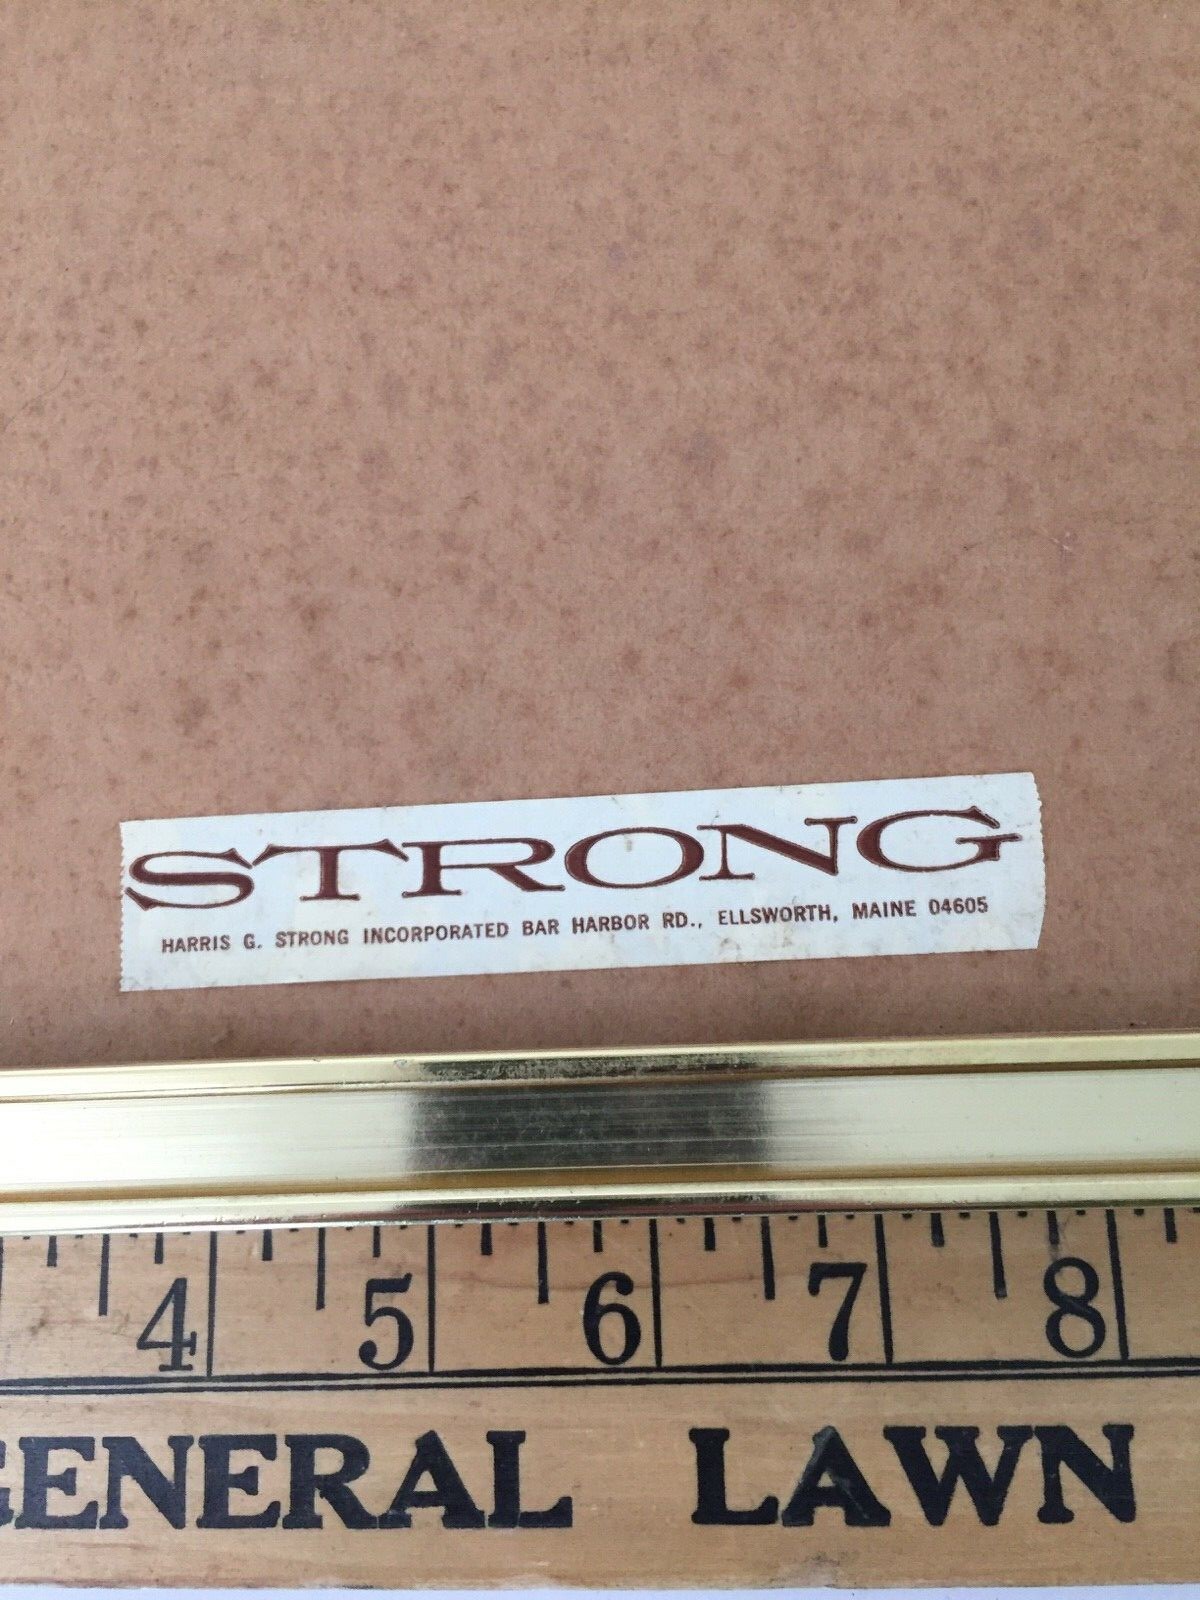 STRONG
HARRIS G. STRONG INCORPORATED BAR HARBOR RD., ELLSWORTH, MAINE 04605
4 5 6 7 8
GENERAL LAWN